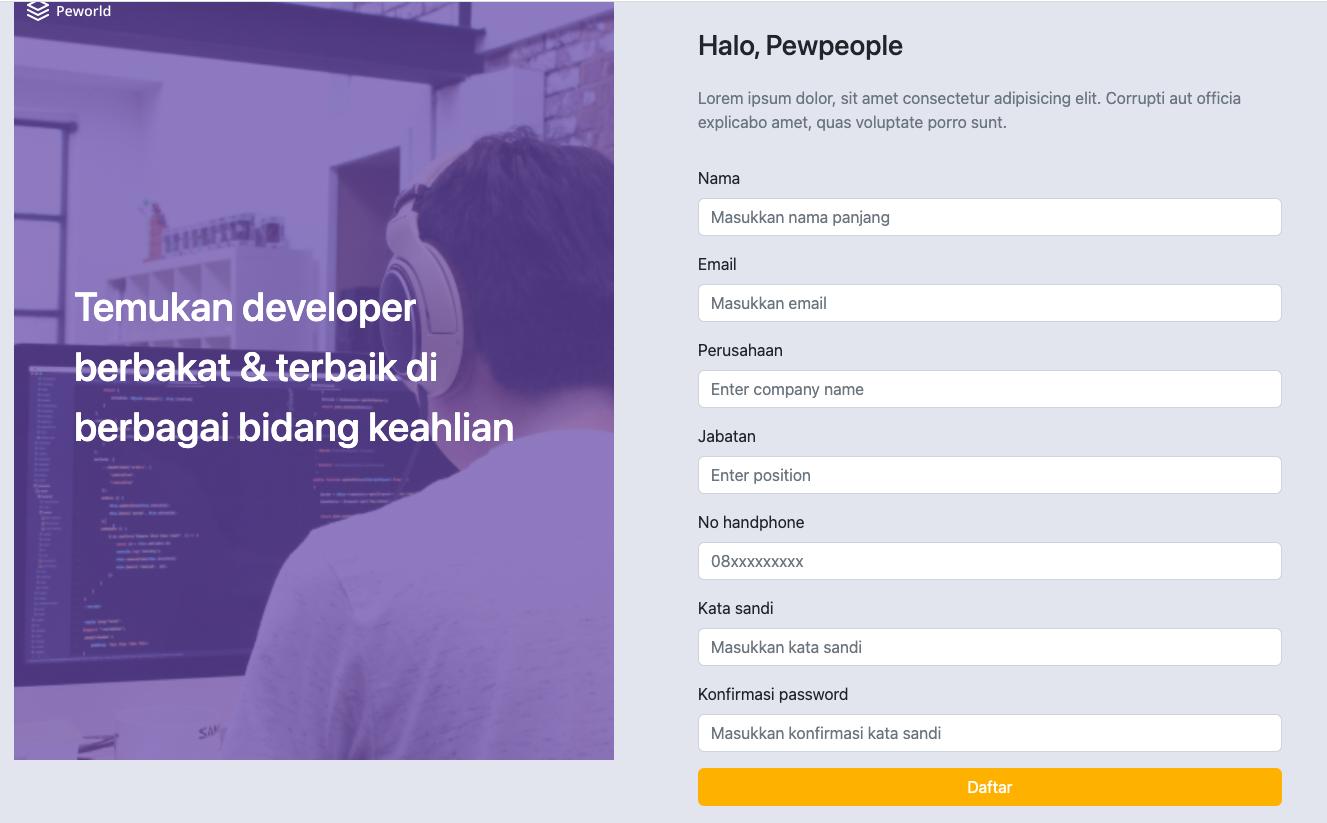 Peworld
Temukan developer
berbakat & terbaik di
berbagai bidang keahlian
Halo, Pewpeople
Lorem ipsum dolor, sit amet consectetur adipisicing elit. Corrupti aut officia
explicabo amet, quas voluptate porro sunt.
Nama
Masukkan nama panjang
Email
Masukkan email
Perusahaan
Enter company name
Jabatan
Enter position
No handphone
08xxxxxxxxx
Kata sandi
Masukkan kata sandi
Konfirmasi password
Masukkan konfirmasi kata sandi
Daftar